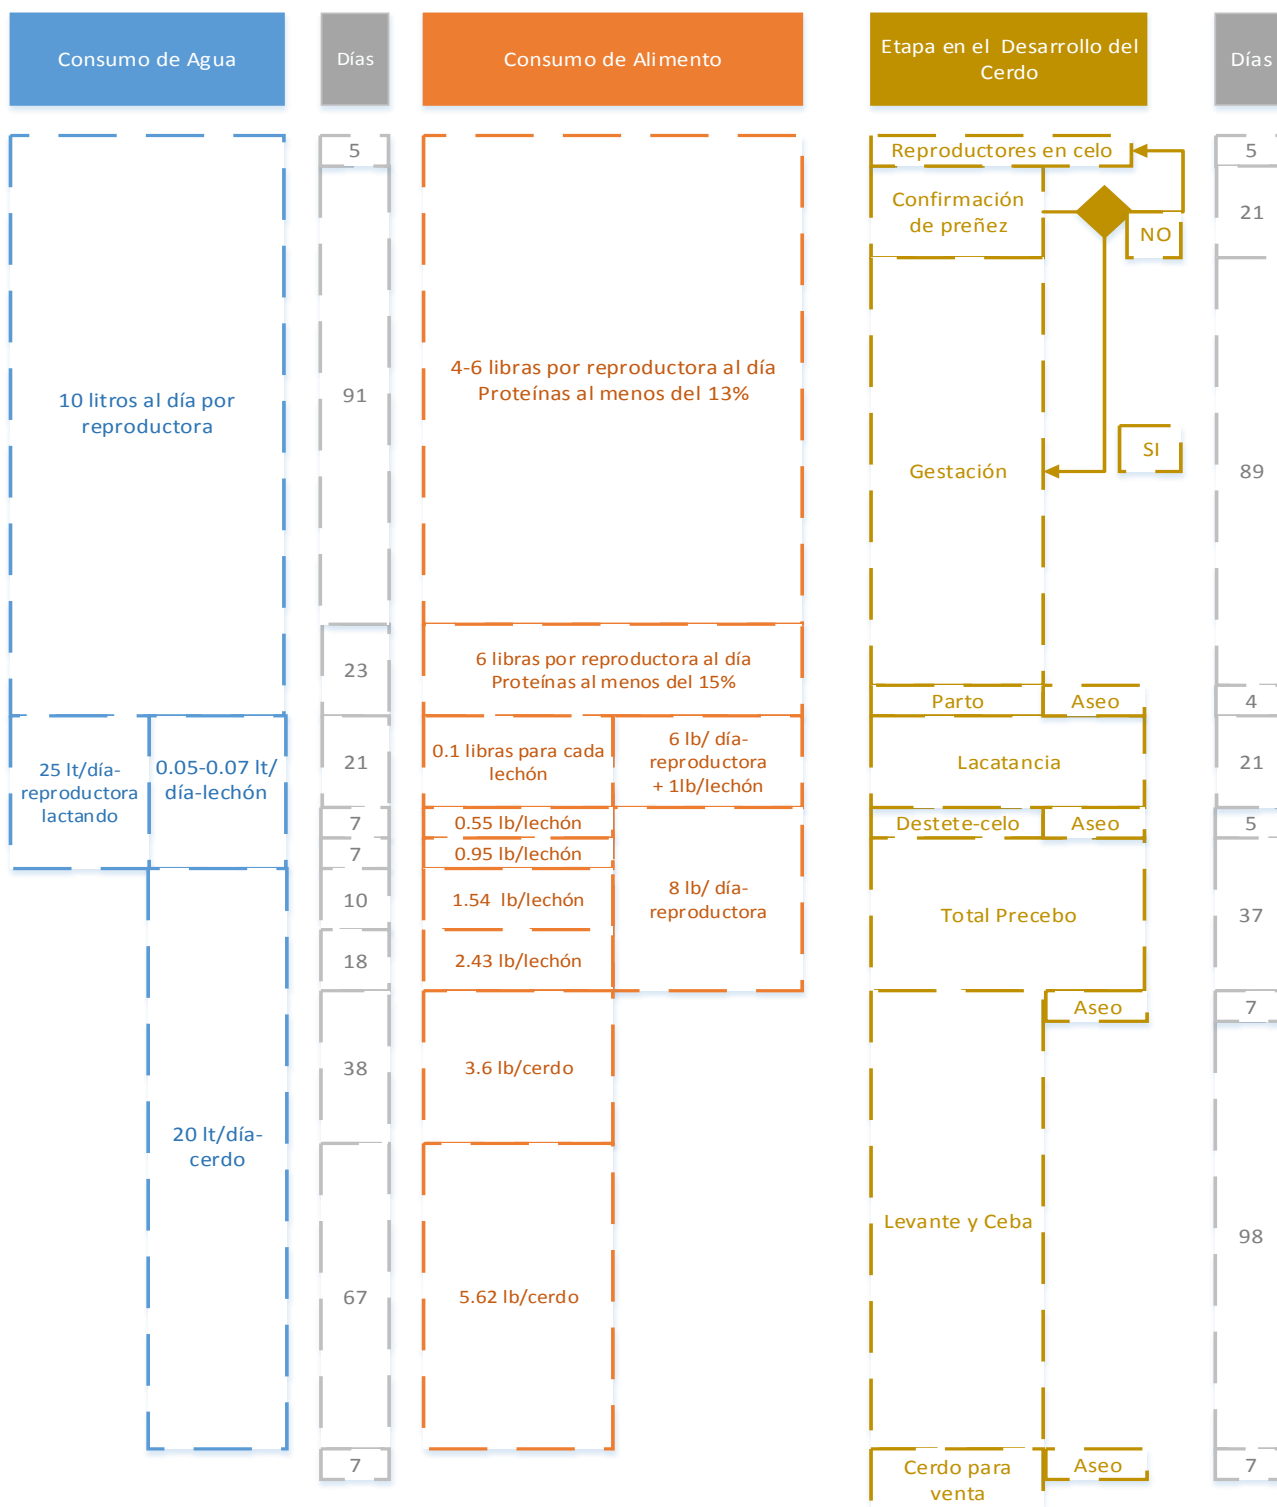 Consumo de Agua
Días
Consumo de Alimento
Etapa en el Desarrollo del
Cerdo
Días
5
Reproductores en celo
5
Confirmación
de preñez
21
NO
10 litros al día por
reproductora
91
4-6 libras por reproductora al día
Proteínas al menos del 13%
SI
Gestación
89
23
6 libras por reproductora al día
Proteínas al menos del 15%
Parto
Aseo
4
25 lt/día-
reproductora
lactando
0.05-0.07 lt/
día-lechón
21
0.1 libras para cada
lechón
6 lb/ día-
reproductora
+ 1lb/lechón
Lacatancia
21
7
0.55 lb/lechón
Destete-celo
Aseo
5
7
0.95 lb/lechón
10
1.54 lb/lechón
8 lb/ día-
reproductora
Total Precebo
37
18
2.43 lb/lechón
Aseo
7
38
3.6 lb/cerdo
20 lt/día-
cerdo
Levante y Ceba
98
67
5.62 lb/cerdo
7
Cerdo para
venta
Aseo
7